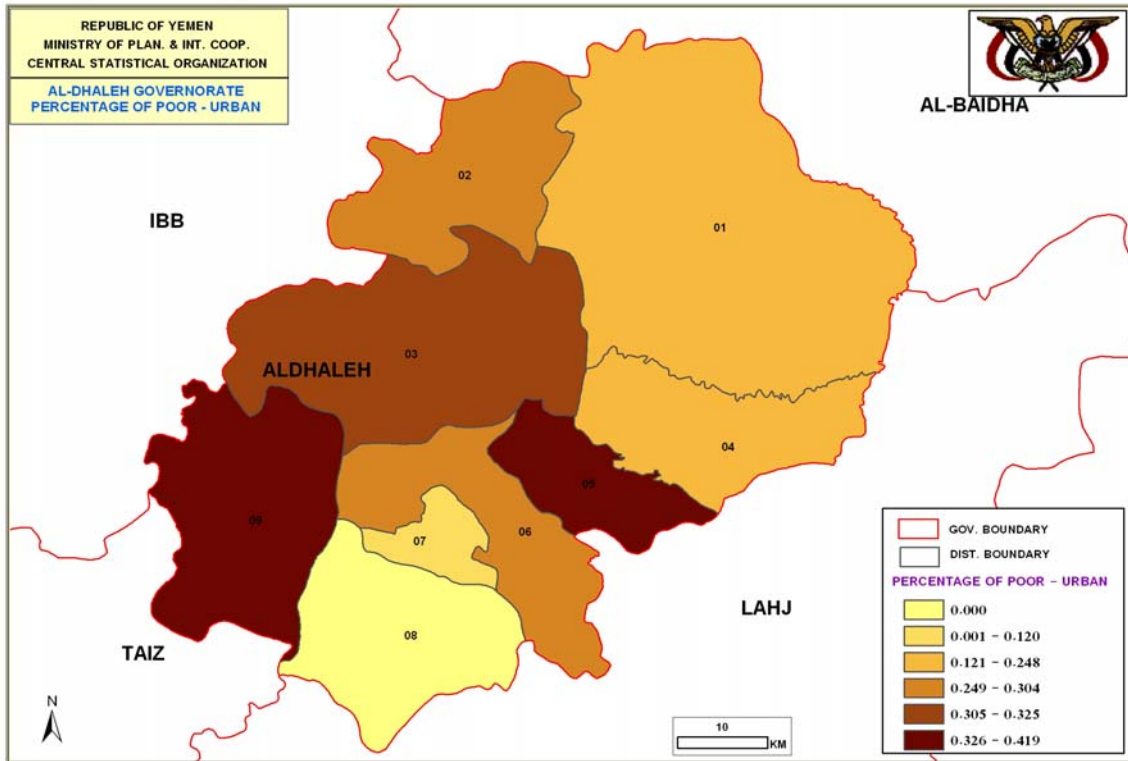 REPUBLIC OF YEMEN
MINISTRY OF PLAN. & INT. COOP.
CENTRAL STATISTICAL ORGANIZATION
AL-DHALEH GOVERNORATE
PERCENTAGE OF POOR - URBAN
AL-BAIDHA
02
IBB
01
03
ALDHALEH
04
05
09
06
07
08
LAHJ
TAIZ
N
10
KM
GOV. BOUNDARY
DIST. BOUNDARY
PERCENTAGE OF POOR - URBAN
0.000
0.001 - 0.120
0.121 - 0.248
0.249 - 0.304
0.305 - 0.325
0.326 - 0.419